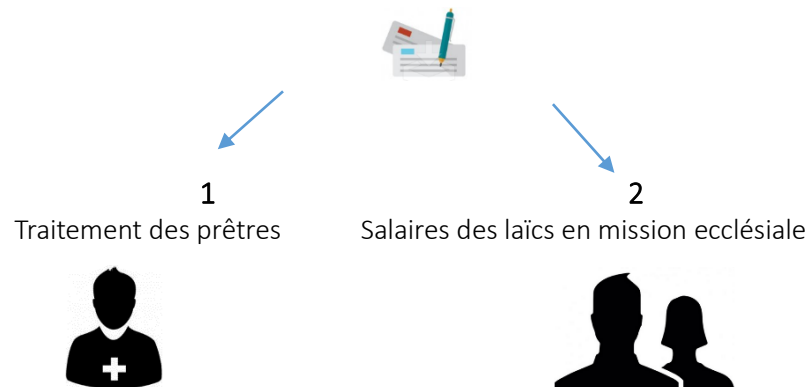 1
Traitement des prêtres
2
Salaires des laïcs en mission ecclésiale